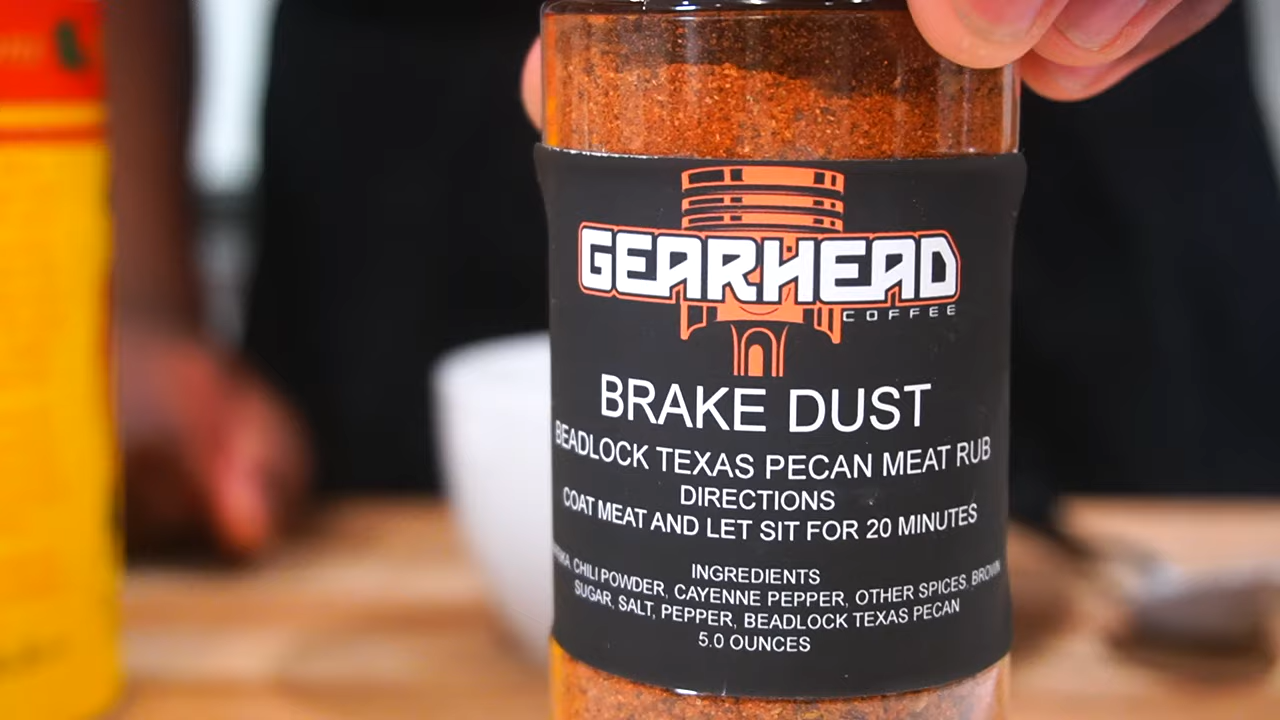 GEARHEAD
COFFEE
BRAKE DUST
BEADLOCK TEXAS PECAN MEAT RUB
DIRECTIONS
COAT MEAT AND LET SIT FOR 20 MINUTES
INGREDIENTS
CHILI POWDER, CAYENNE PEPPER, OTHER SPICES, BROWN
SUGAR, SALT, PEPPER, BEADLOCK TEXAS PECAN
5.0 OUNCES